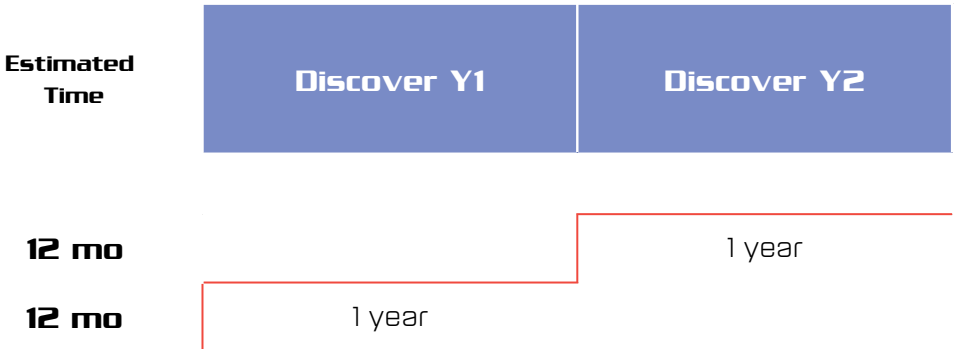 Estimated
Time
Discover Y1
Discover Y2
12 mo
1 year
12 mo
1 year